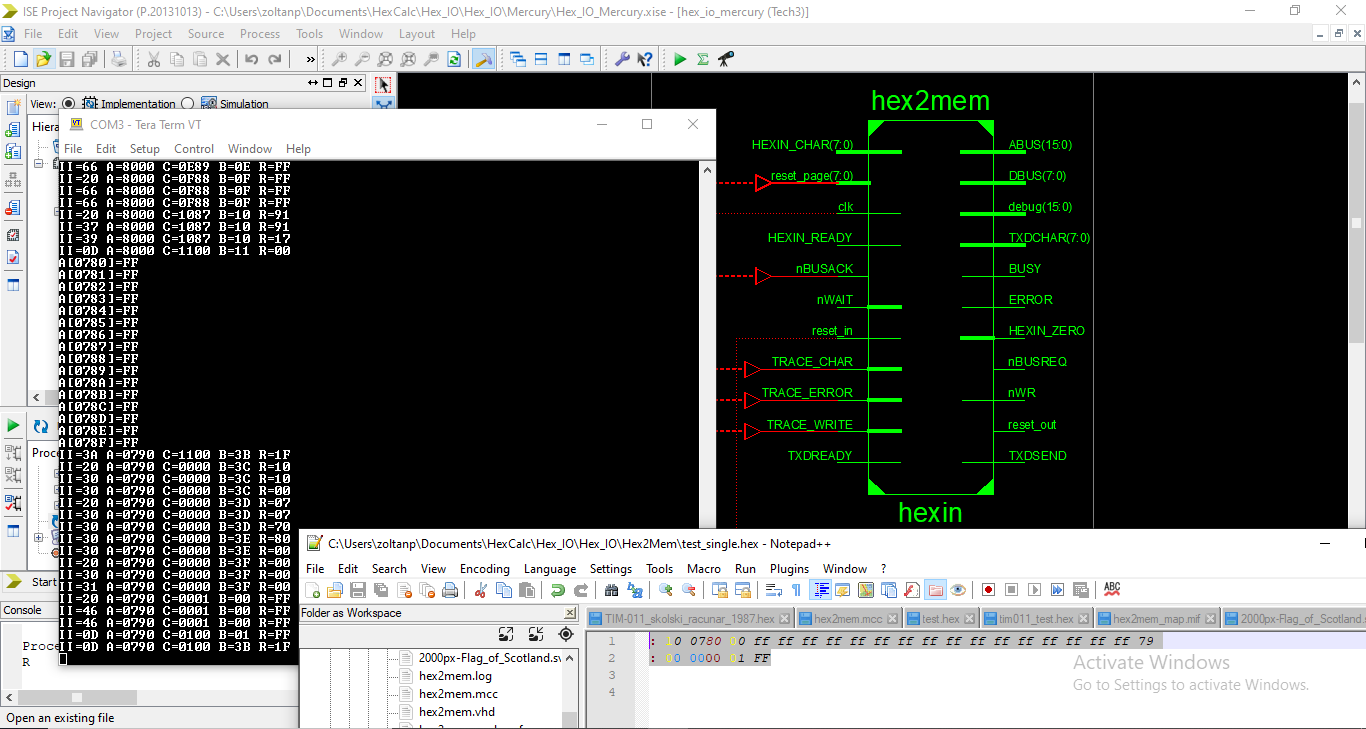 ISE Project Navigator (P.20131013) - C:\Users\zoltanp\Documents\HexCalc\Hex_IO\Hex_IO\Mercury\Hex_IO_Mercury.xise - [hex_io_mercury (Tech3)]
File Edit View Project Source Process Tools Window Layout Help
»
Design
View: Implementation Simulation
Hiera
COM3 - Tera Term VT
File Edit Setup Control Window Help
II=66 A=8000 C=0E89 B=0E R=FF
II=20 A=8000 C=0F88 B=0F R=FF
II=66 A=8000 C=0F88 B=0F R=FF
II=20 A=8000 C=1087 B=10 R=91
II=37 A=8000 C=1087 B=10 R=91
II=39 A=8000 C=1087 B=10 R=17
II=0D A=8000 C=1100 B=11 R=00
A[0780]=FF
A[0781]=FF
A[0782]=FF
A[0783]=FF
A[0784]=FF
A[0785]=FF
A[0786]=FF
A[0787]=FF
A[0788]=FF
A[0789]=FF
A[078A]=FF
A[078B]=FF
A[078C]=FF
A[078D]=FF
A[078E]=FF
A[078F]=FF
II=3A A=0790 C=1100 B=3B R=1F
II=20 A=0790 C=0000 B=3C R=10
II=30 A=0790 C=0000 B=3C R=10
II=30 A=0790 C=0000 B=3C R=00
II=20 A=0790 C=0000 B=3D R=07
II=30 A=0790 C=0000 B=3D R=07
II=30 A=0790 C=0000 B=3D R=70
II=30 A=0790 C=0000 B=3E R=80
II=30 A=0790 C=0000 B=3E R=00
II=20 A=0790 C=0000 B=3F R=00
II=30 A=0790 C=0000 B=3F R=00
II=31 A=0790 C=0000 B=3F R=00
II=20 A=0790 C=0001 B=00 R=FF
II=46 A=0790 C=0001 B=00 R=FF
II=46 A=0790 C=0001 B=00 R=FF
II=0D A=0790 C=0100 B=01 R=FF
II=0D A=0790 C=0100 B=3B R=1F
Proce
Start
Console
Proce
R
Open an existing file
hex2mem
HEXIN_CHAR(7:0) ABUS(15:0)
reset_page(7:0) DBUS(7:0)
clk debug(15:0)
HEXIN_READY TXDCHAR(7:0)
nBUSACK BUSY
nWAIT ERROR
reset_in HEXIN_ZERO
TRACE_CHAR nBUSREQ
TRACE_ERROR nWR
TRACE_WRITE reset_out
TXDREADY TXDSEND
hexin
C:\Users\zoltanp\Documents\HexCalc\Hex_IO\Hex_IO\Hex2Mem\test_single.hex - Notepad++
File Edit Search View Encoding Language Settings Tools Macro Run Plugins Window ?
ABC
Folder as Workspace
TIM-011_skolski_racunar_1987.hex hex2mem.mcc test.hex tim011_test.hex hex2mem_map.mif 2000px-Flag_of_Scotland.
2000px-Flag_of_Scotland.sv
hex2mem.log
hex2mem.mcc
hex2mem.vhd
1 : 10 0780 00 ff ff ff ff ff ff ff ff ff ff ff ff ff ff ff ff 79
2 : 00 0000 01 FF
3
4
Activate Windows
Go to Settings to activate Windows.